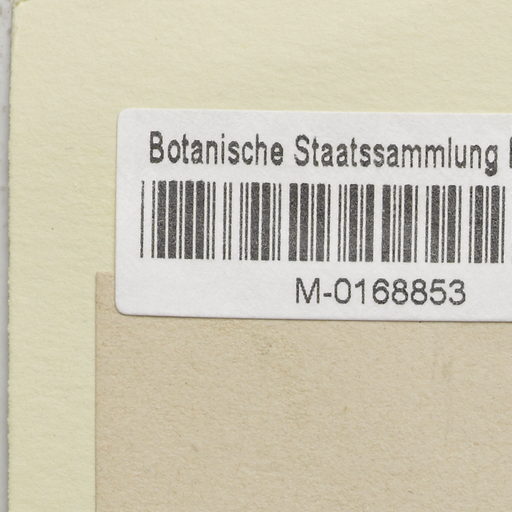 Botanische Staatssammlung
M-0168853